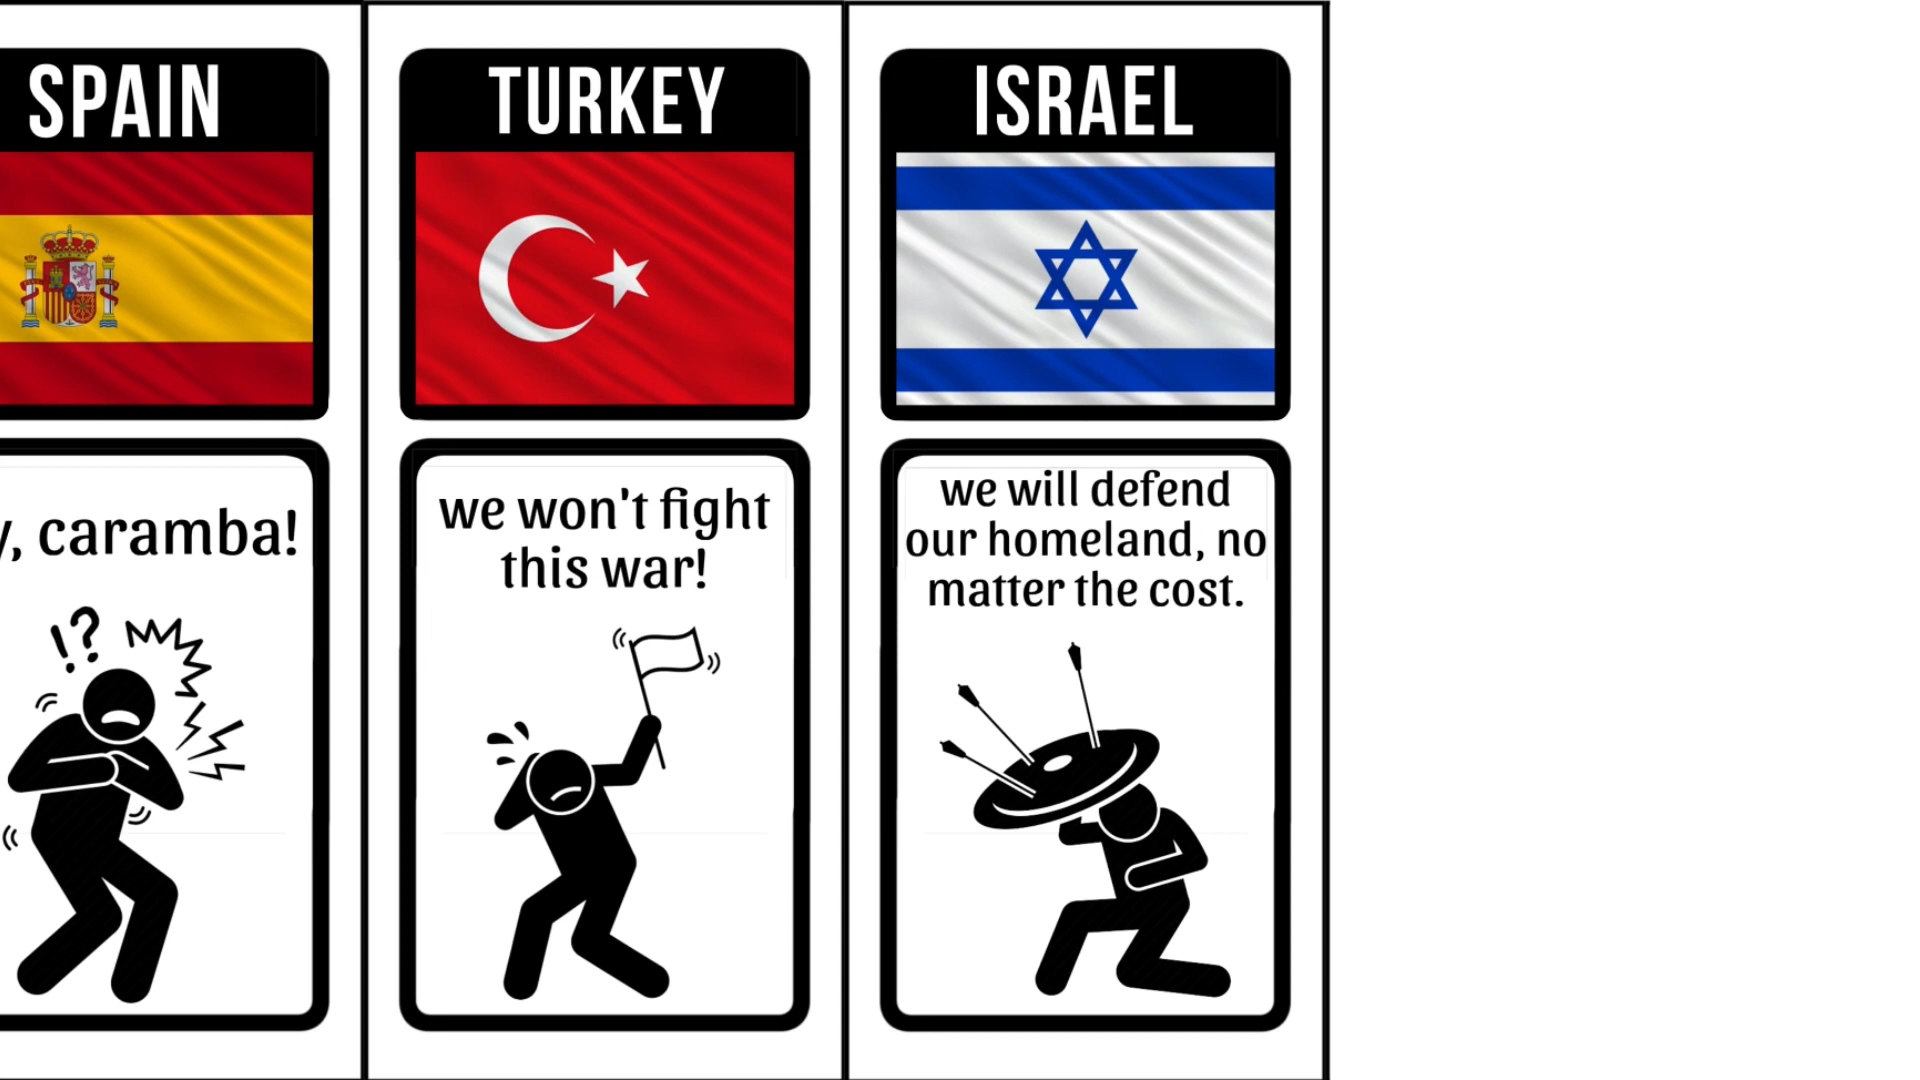 SPAIN
TURKEY
ISRAEL
y, caramba!
we won't fight
this war!
we will defend
our homeland, no
matter the cost.
!?